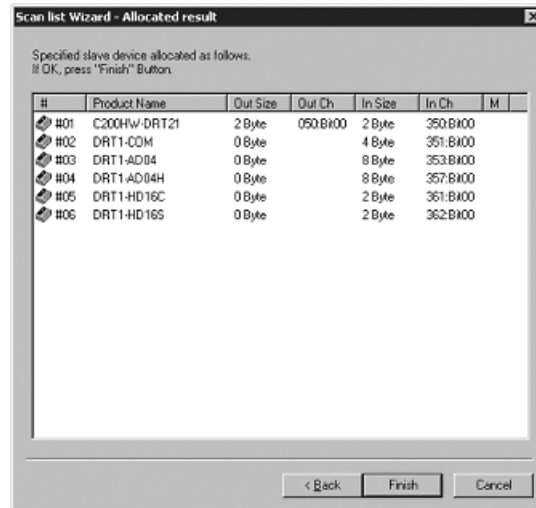 Scan list Wizard - Allocated result
Specified slave device allocated as follows.
If OK, press "Finish" Button.
# Product Name Out Size Out Ch In Size In Ch M
#01 C200HW-DRT21 2 Byte 050:Bit00 2 Byte 350:Bit00
#02 DRT1-COM 0 Byte 4 Byte 351:Bit00
#03 DRT1-AD04 0 Byte 8 Byte 353:Bit00
#04 DRT1-AD04H 0 Byte 8 Byte 357:Bit00
#05 DRT1-HD16C 0 Byte 2 Byte 361:Bit00
#06 DRT1-HD16S 0 Byte 2 Byte 362:Bit00
< Back Finish Cancel